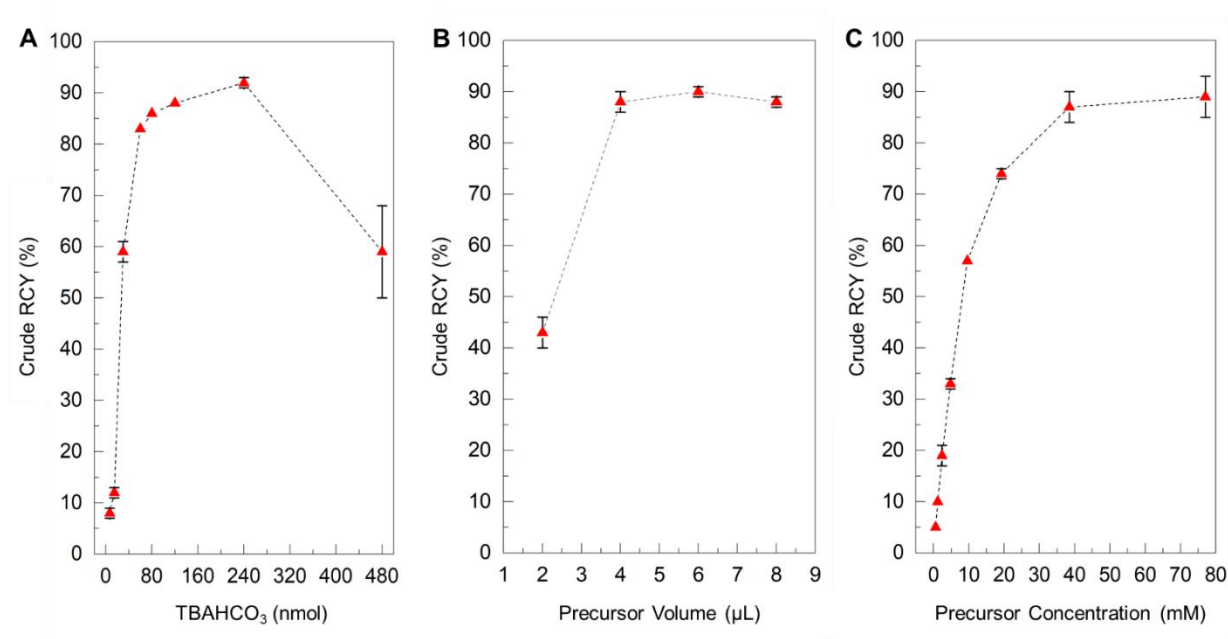 A
100
90
80
70
60
50
40
30
20
10
0
Crude RCY (%)
0 80 160 240 320 400 480
TBAHCO₃ (nmol)
B
100
90
80
70
60
50
40
30
20
10
0
Crude RCY (%)
1 2 3 4 5 6 7 8 9
Precursor Volume (µL)
C
100
90
80
70
60
50
40
30
20
10
0
Crude RCY (%)
0 10 20 30 40 50 60 70 80
Precursor Concentration (mM)